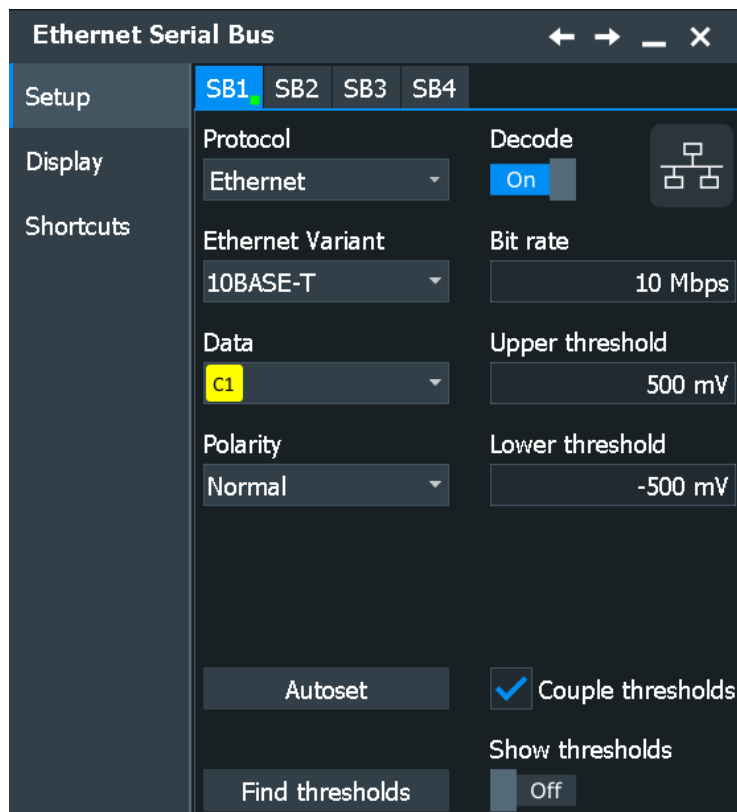 Ethernet Serial Bus
Setup
Display
Shortcuts
SB1 SB2 SB3 SB4
Protocol
Ethernet
Decode
On
Ethernet Variant
10BASE-T
Bit rate
10 Mbps
Data
C1
Upper threshold
500 mV
Polarity
Normal
Lower threshold
-500 mV
Autoset
Couple thresholds
Find thresholds
Show thresholds
Off